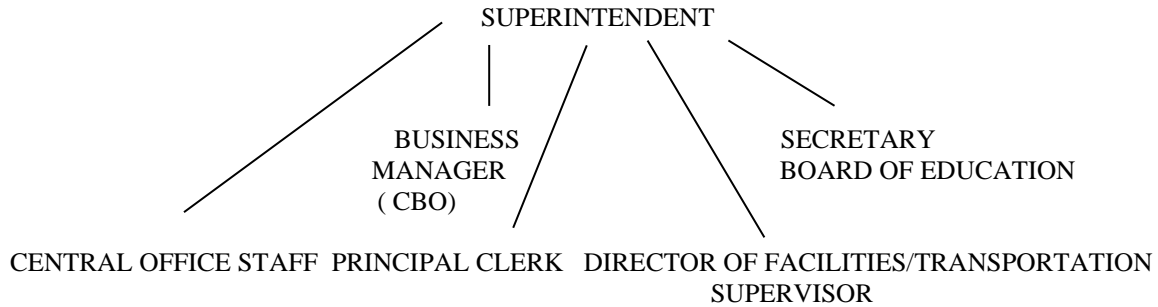 SUPERINTENDENT
BUSINESS
MANAGER
( CBO)
SECRETARY
BOARD OF EDUCATION
CENTRAL OFFICE STAFF PRINCIPAL CLERK DIRECTOR OF FACILITIES/TRANSPORTATION
SUPERVISOR